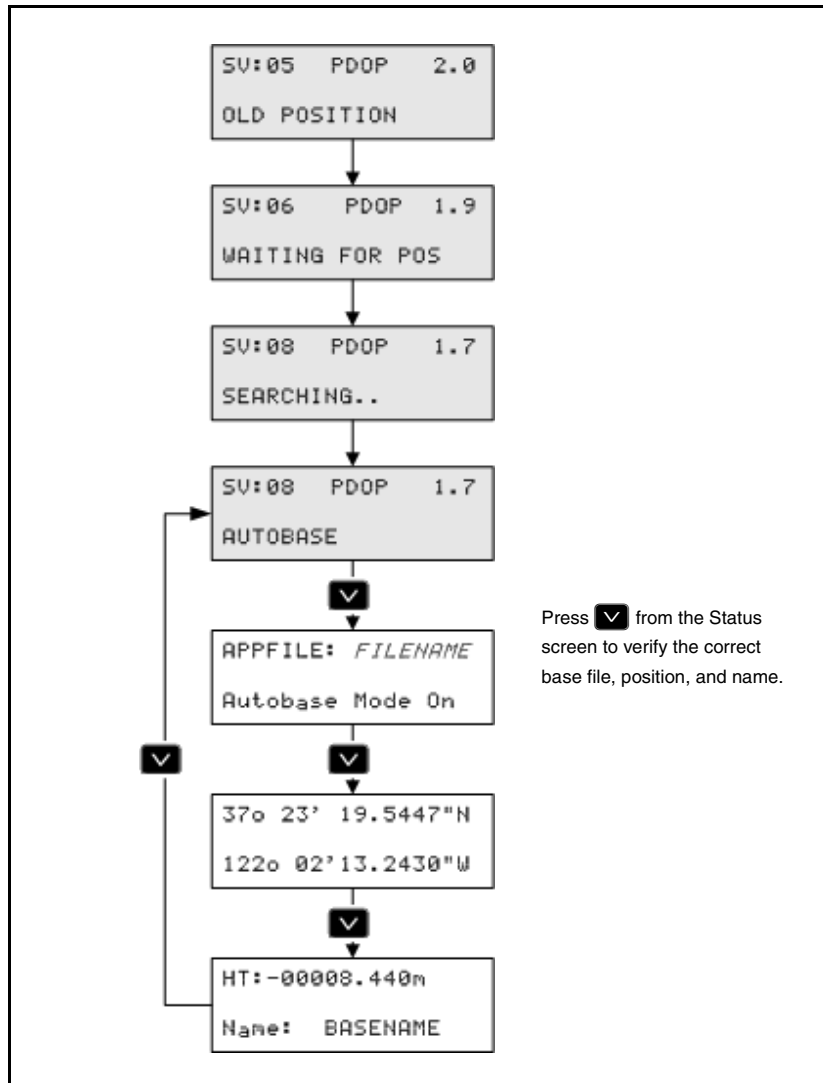 SV:05 PDOP 2.0
OLD POSITION
SV:06 PDOP 1.9
WAITING FOR POS
SV:08 PDOP 1.7
SEARCHING..
SV:08 PDOP 1.7
AUTOBASE
APPFILE: FILENAME
Autobase Mode On
37o 23' 19.5447"N
122o 02'13.2430"W
HT:-00008.440m
Name: BASENAME
Press from the Status
screen to verify the correct
base file, position, and name.